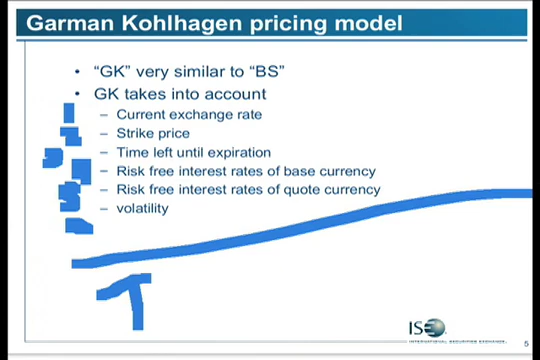 Garman Kohlhagen pricing model
• “GK” very similar to “BS”
• GK takes into account
– Current exchange rate
– Strike price
– Time left until expiration
– Risk free interest rates of base currency
– Risk free interest rates of quote currency
– volatility
ISE
INTERNATIONAL SECURITIES EXCHANGE.
5